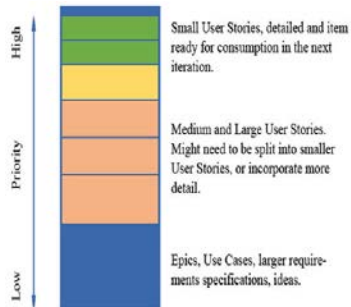 High
Priority
Low
Small User Stories, detailed and item
ready for consumption in the next
iteration.
Medium and Large User Stories.
Might need to be split into smaller
User Stories, or incorporate more
detail.
Epics, Use Cases, larger require-
ments specifications, ideas.